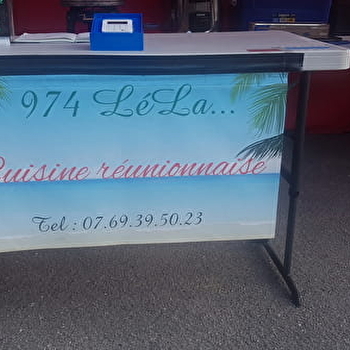 974 LéLa...
Cuisine réunionnaise
Tel : 07.69.39.50.23